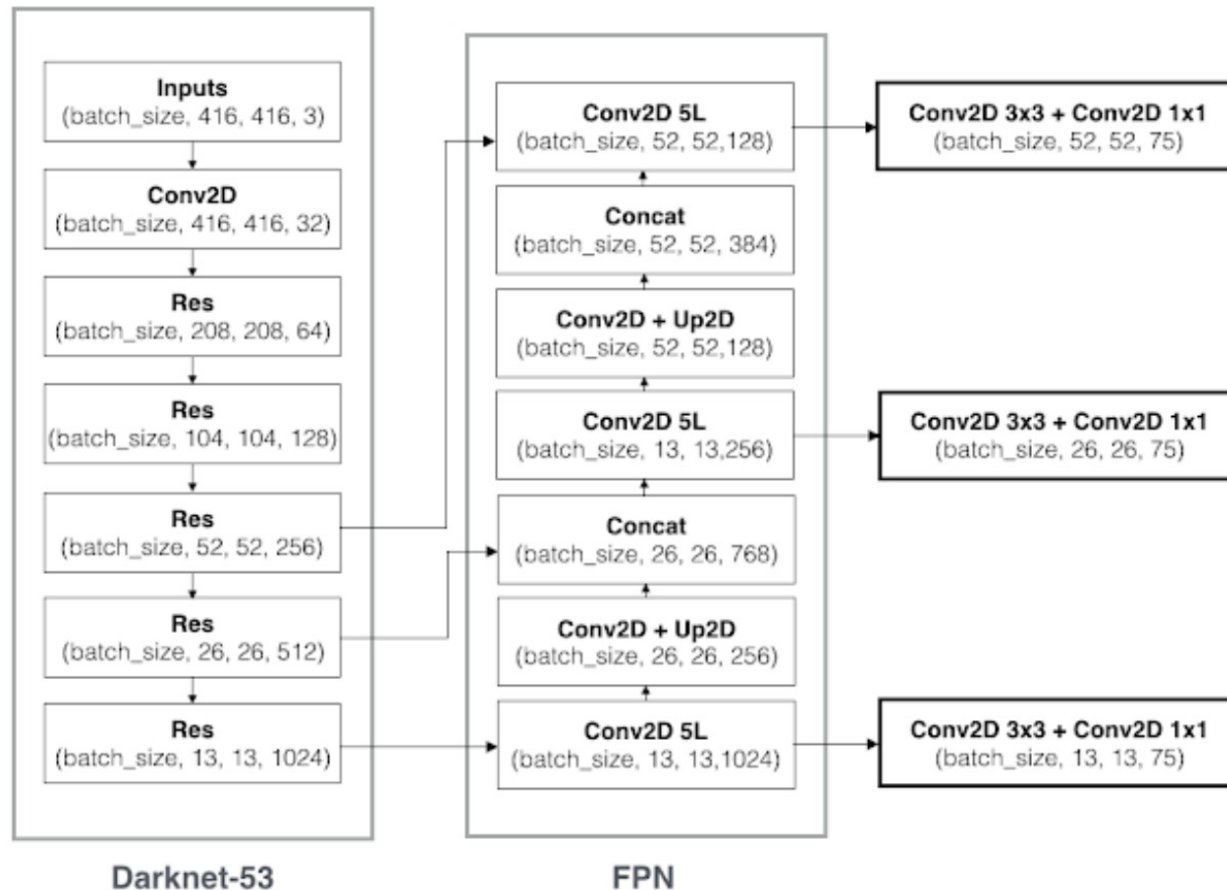 Inputs
(batch_size, 416, 416, 3)
Conv2D
(batch_size, 416, 416, 32)
Res
(batch_size, 208, 208, 64)
Res
(batch_size, 104, 104, 128)
Res
(batch_size, 52, 52, 256)
Res
(batch_size, 26, 26, 512)
Res
(batch_size, 13, 13, 1024)
Darknet-53
Conv2D 5L
(batch_size, 52, 52,128)
Concat
(batch_size, 52, 52, 384)
Conv2D + Up2D
(batch_size, 52, 52,128)
Conv2D 5L
(batch_size, 13, 13,256)
Concat
(batch_size, 26, 26, 768)
Conv2D + Up2D
(batch_size, 26, 26, 256)
Conv2D 5L
(batch_size, 13, 13,1024)
FPN
Conv2D 3x3 + Conv2D 1x1
(batch_size, 52, 52, 75)
Conv2D 3x3 + Conv2D 1x1
(batch_size, 26, 26, 75)
Conv2D 3x3 + Conv2D 1x1
(batch_size, 13, 13, 75)